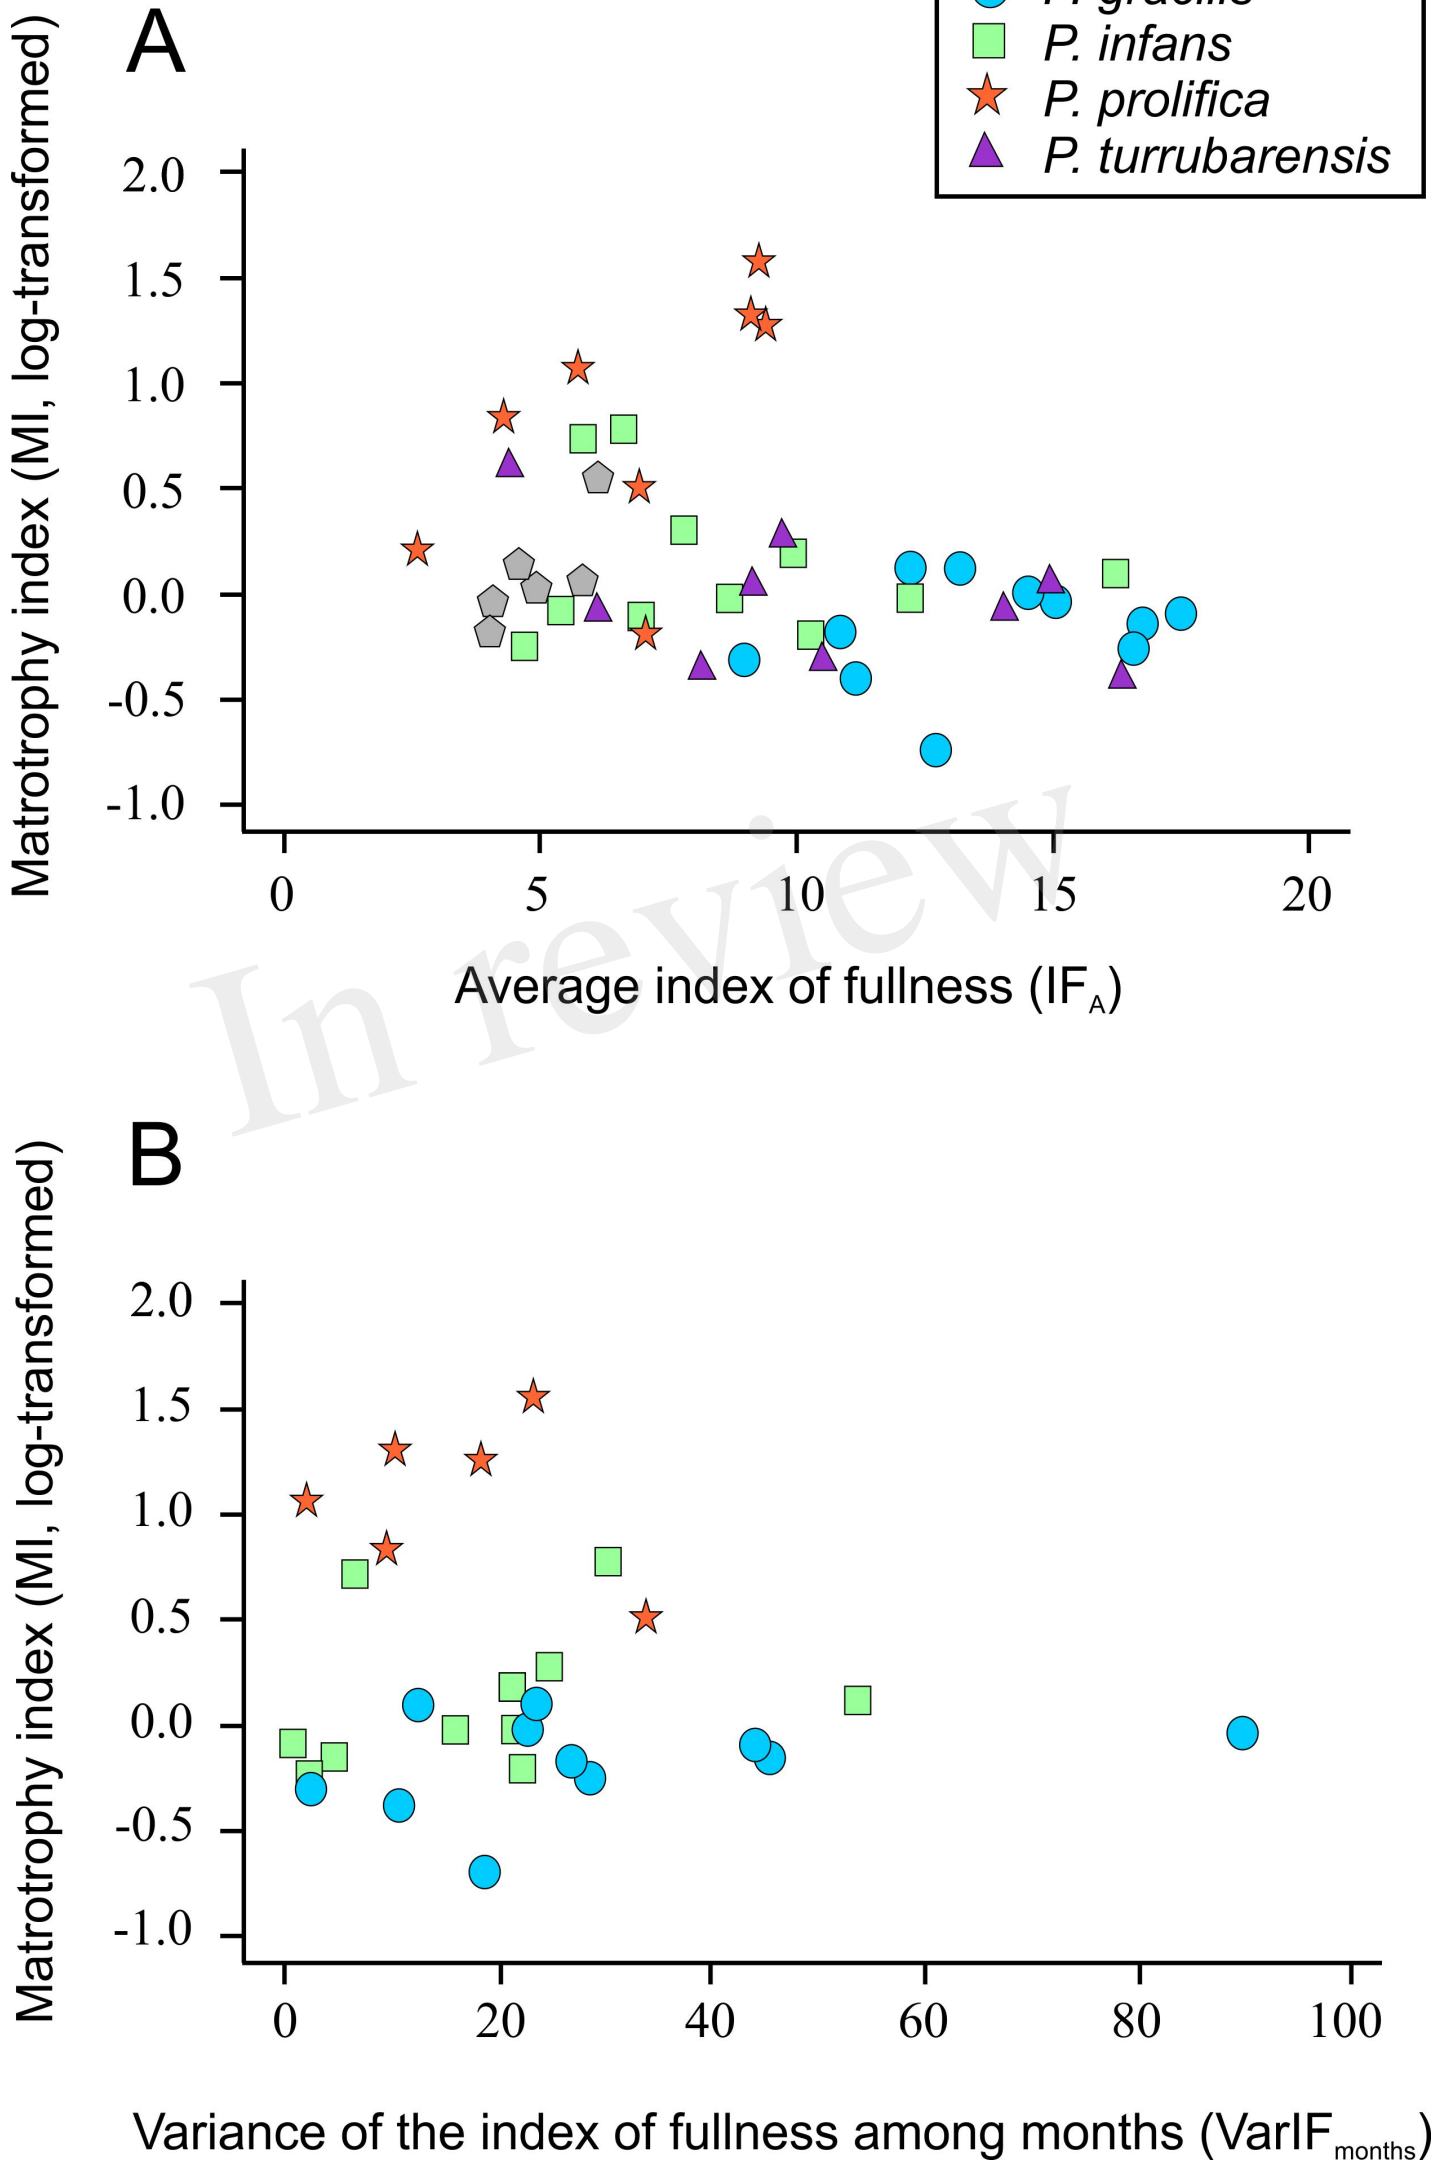 A
P. gracilis
P. infans
P. prolifica
P. turrubarensis
Matrotrophy index (MI, log-transformed)
2.0
1.5
1.0
0.5
0.0
-0.5
-1.0
0 5 10 15 20
Average index of fullness (IFA)
In review
B
Matrotrophy index (MI, log-transformed)
2.0
1.5
1.0
0.5
0.0
-0.5
-1.0
0 20 40 60 80 100
Variance of the index of fullness among months (VarIFmonths)